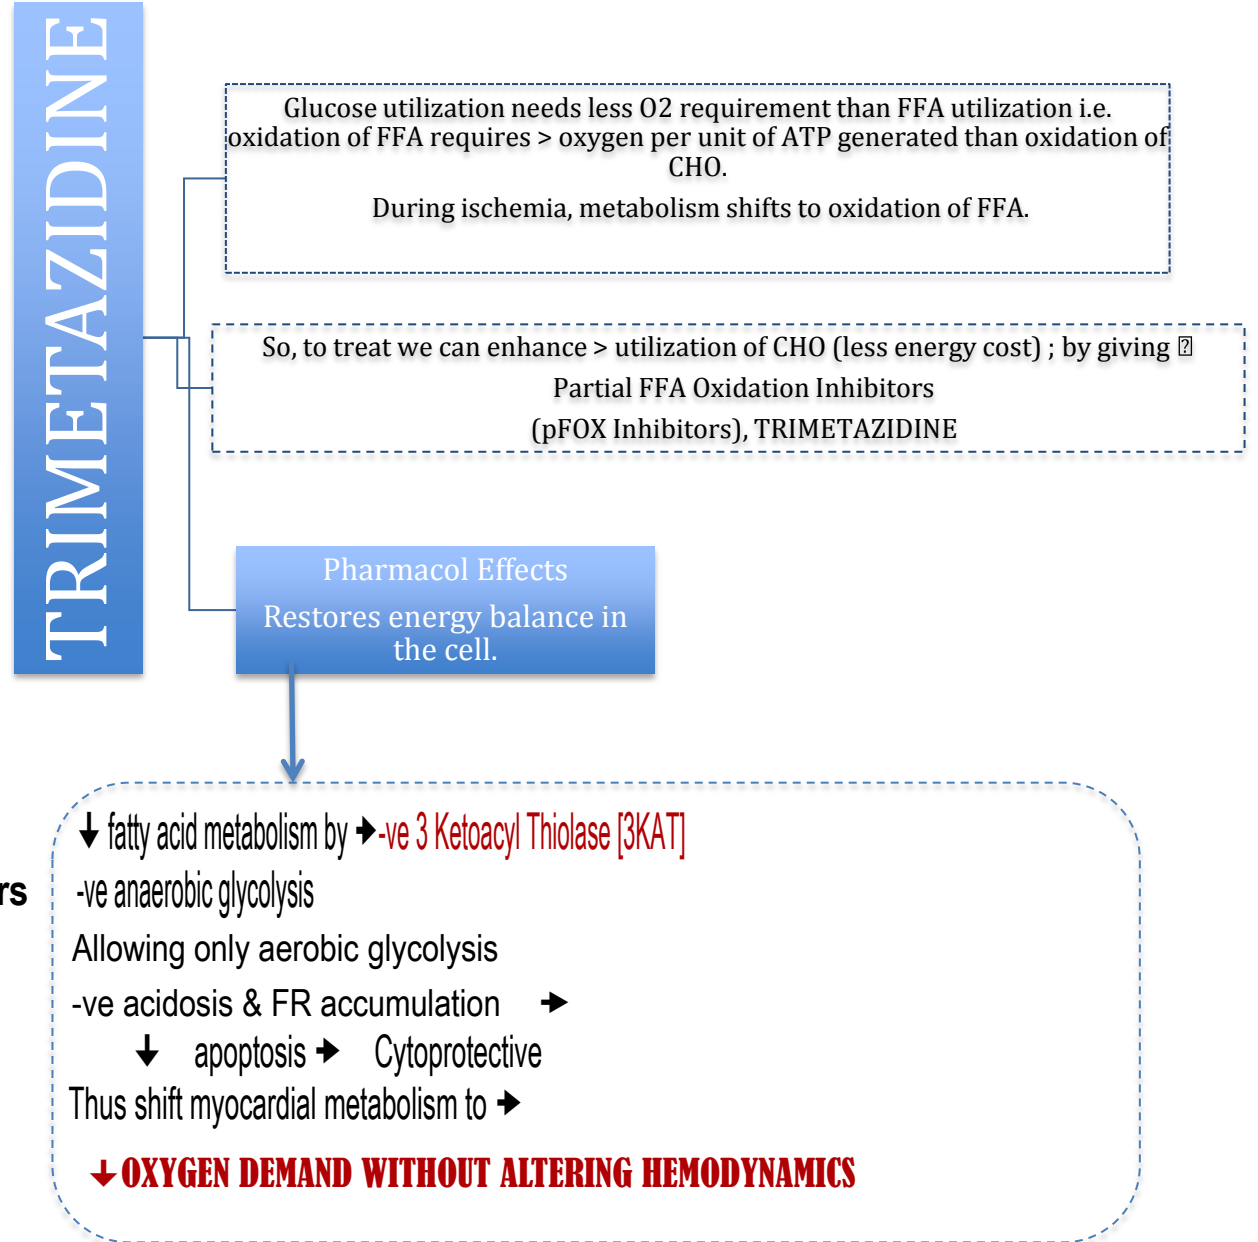 TRIMETAZIDINE
Glucose utilization needs less O2 requirement than FFA utilization i.e.
oxidation of FFA requires > oxygen per unit of ATP generated than oxidation of
CHO.
During ischemia, metabolism shifts to oxidation of FFA.
So, to treat we can enhance > utilization of CHO (less energy cost) ; by giving
Partial FFA Oxidation Inhibitors
(pFOX Inhibitors), TRIMETAZIDINE
Pharmacol Effects
Restores energy balance in
the cell.
↓ fatty acid metabolism by → -ve 3 Ketoacyl Thiolase [3KAT]
rs
-ve anaerobic glycolysis
Allowing only aerobic glycolysis
-ve acidosis & FR accumulation →
↓ apoptosis → Cytoprotective
Thus shift myocardial metabolism to →
↓ OXYGEN DEMAND WITHOUT ALTERING HEMODYNAMICS